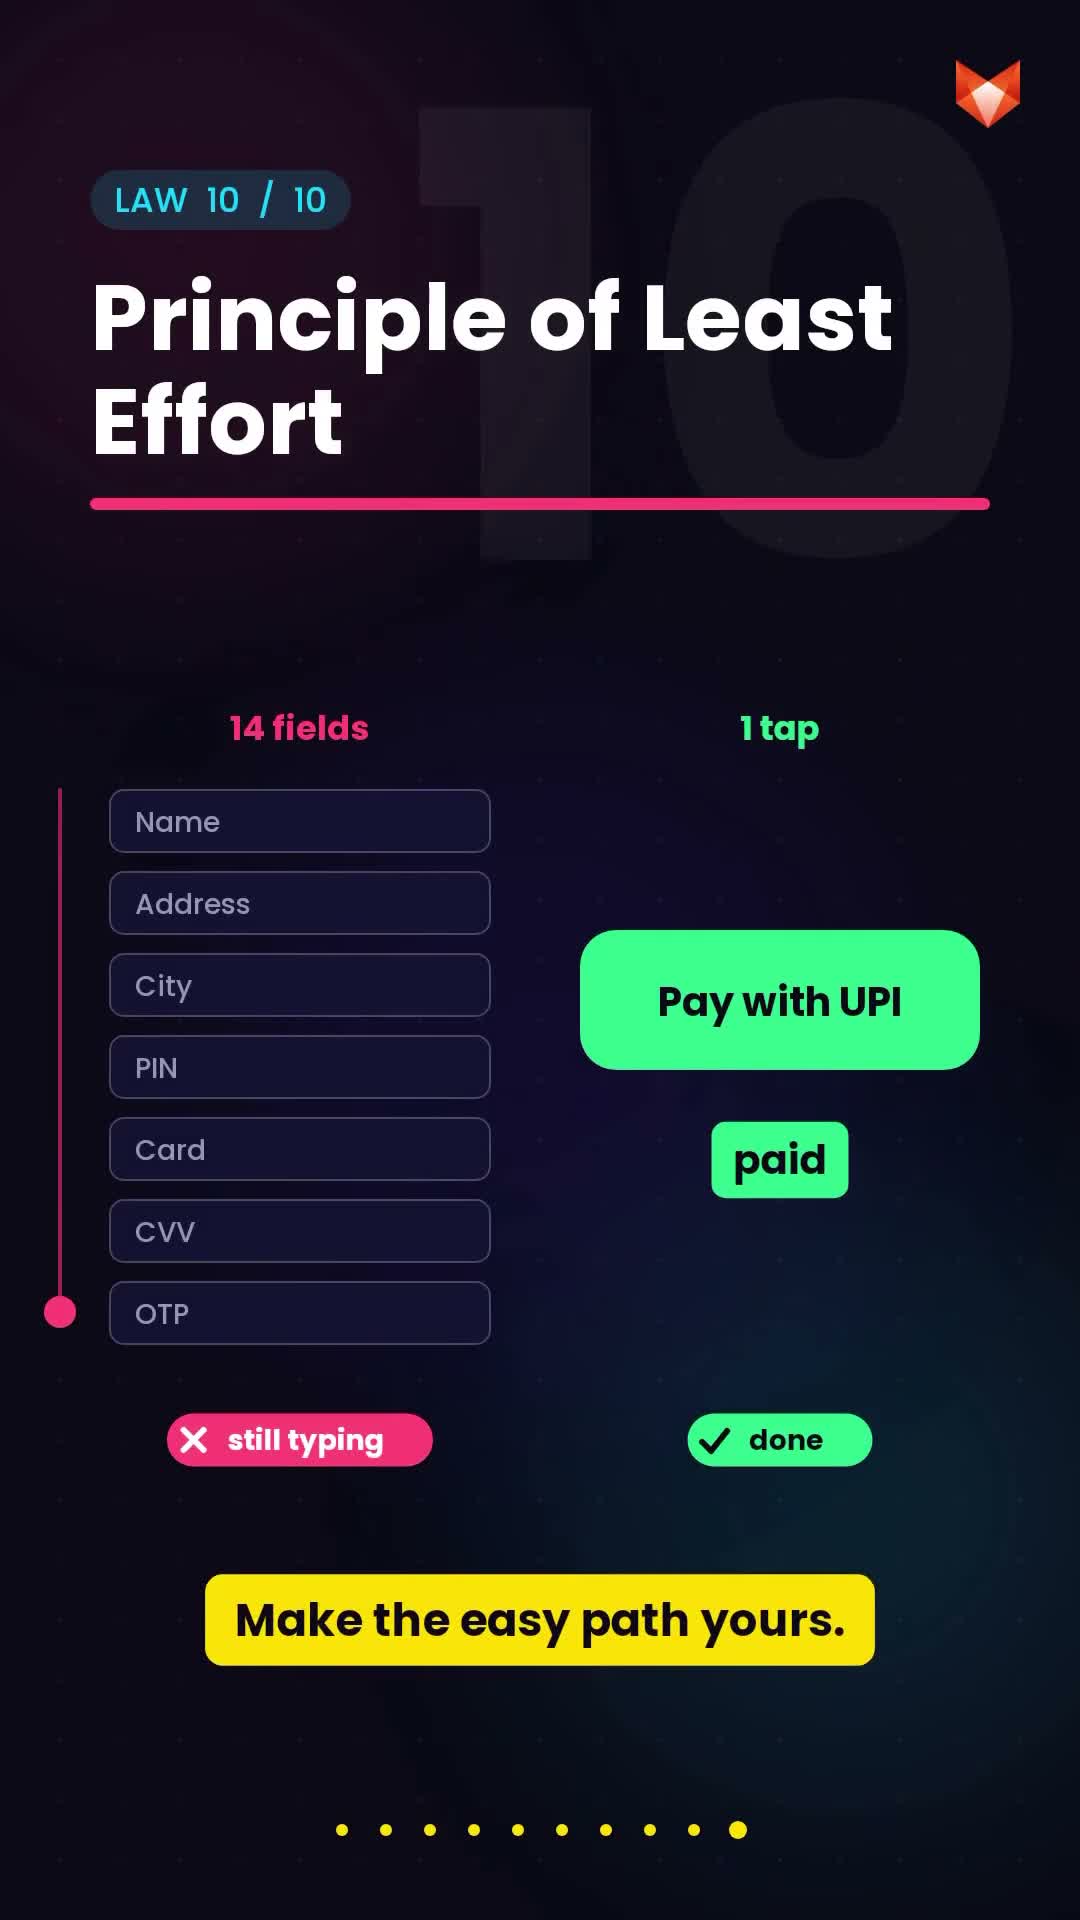 10
LAW 10 / 10
Principle of Least
Effort
14 fields
1 tap
Name
Address
City
PIN
Card
CVV
OTP
Pay with UPI
paid
still typing
done
Make the easy path yours.